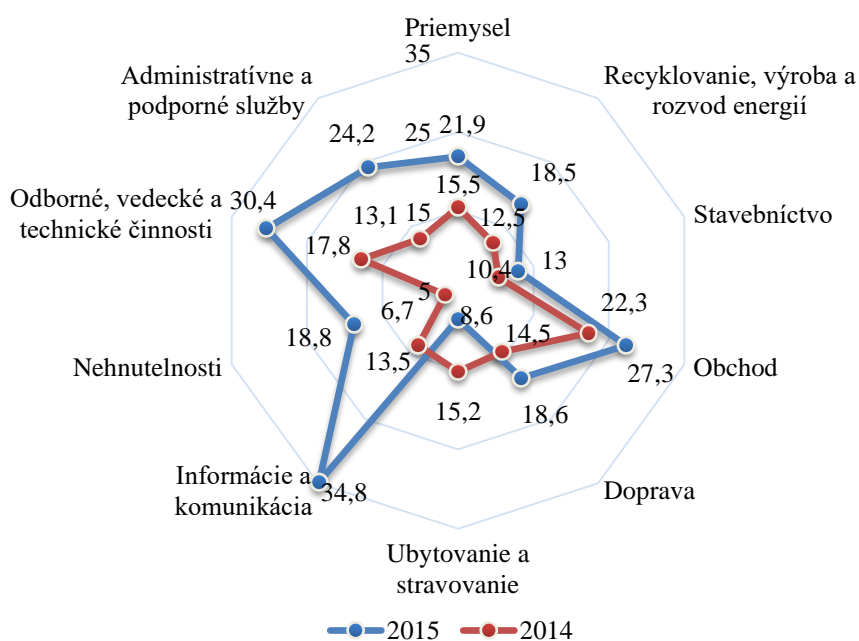 Priemysel
35
Administratívne a
podporné služby
Recyklovanie, výroba a
rozvod energií
24,2
25
21,9
18,5
Odborné, vedecké a
technické činnosti
30,4
15,5
13,1
15
12,5
Stavebníctvo
17,8
10,4
13
5
6,7
8,6
22,3
Nehnutelnosti
18,8
13,5
14,5
Obchod
27,3
15,2
18,6
Informácie a
komunikácia
34,8
Doprava
Ubytovanie a
stravovanie
2015
2014